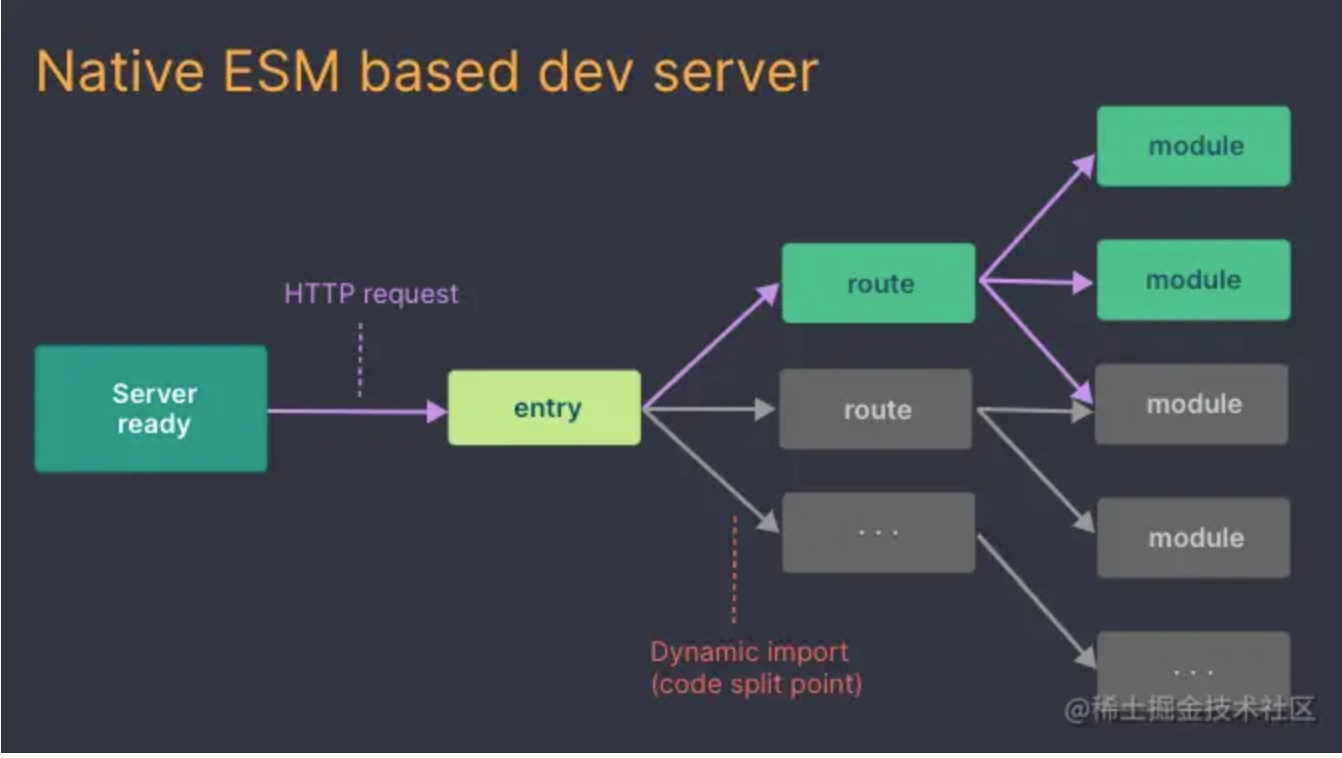 Native ESM based dev server
module
HTTP request
route
module
Server
ready
entry
route
module
. . .
module
Dynamic import
(code split point)
. . .
@稀土掘金技术社区